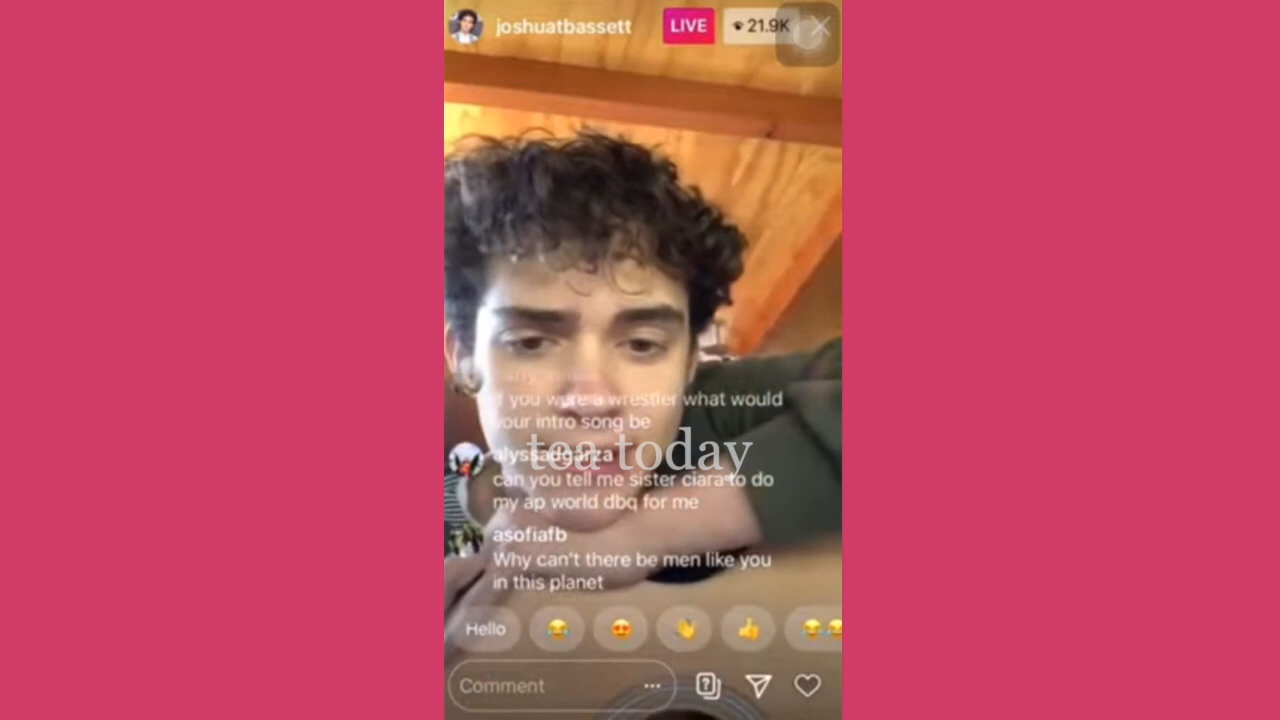 joshuatbassett
LIVE
21.9K
you were a wrestler what would
your intro song be
alyssadgarza
can you tell me sister ciara to do
my ap world dbq for me
tea today
asofiafb
Why can't there be men like you
in this planet
Hello
Comment